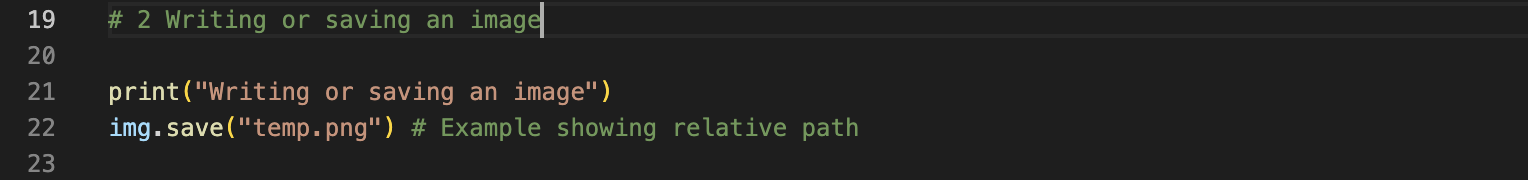 19 # 2 Writing or saving an image
20
21 print("Writing or saving an image")
22 img.save("temp.png") # Example showing relative path
23